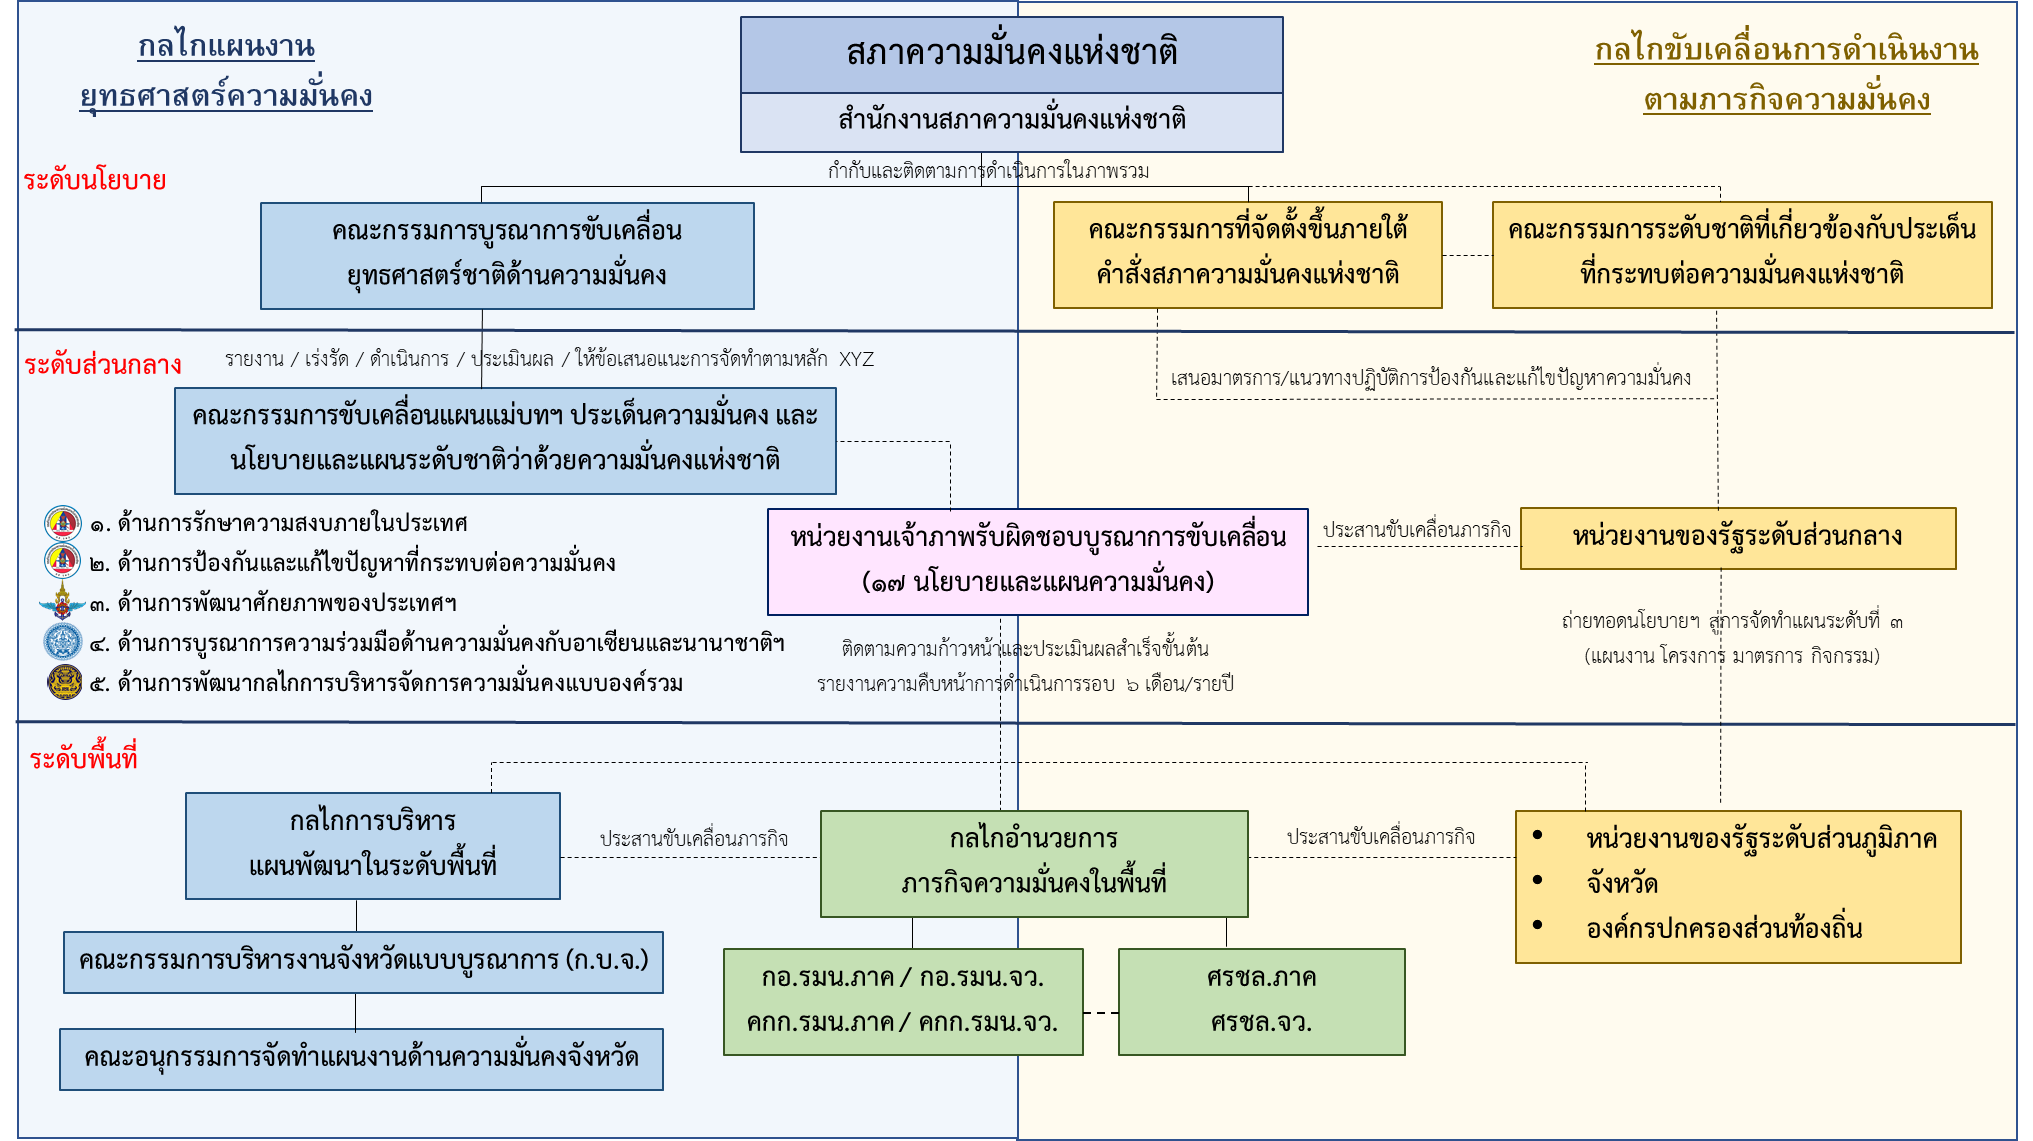 กลไกแผนงาน
ยุทธศาสตร์ความมั่นคง
สภาความมั่นคงแห่งชาติ
สำนักงานสภาความมั่นคงแห่งชาติ
กลไกขับเคลื่อนการดำเนินงาน
ตามภารกิจความมั่นคง
ระดับนโยบาย
กำกับและติดตามการดำเนินการในภาพรวม
คณะกรรมการบูรณาการขับเคลื่อน
ยุทธศาสตร์ชาติด้านความมั่นคง
คณะกรรมการที่จัดตั้งขึ้นภายใต้
คำสั่งสภาความมั่นคงแห่งชาติ
คณะกรรมการระดับชาติที่เกี่ยวข้องกับประเด็น
ที่กระทบต่อความมั่นคงแห่งชาติ
ระดับส่วนกลาง
รายงาน / เร่งรัด / ดำเนินการ / ประเมินผล / ให้ข้อเสนอแนะการจัดทำตามหลัก XYZ
เสนอมาตรการ/แนวทางปฏิบัติการป้องกันและแก้ไขปัญหาความมั่นคง
คณะกรรมการขับเคลื่อนแผนแม่บทฯ ประเด็นความมั่นคง และ
นโยบายและแผนระดับชาติว่าด้วยความมั่นคงแห่งชาติ
๑. ด้านการรักษาความสงบภายในประเทศ
๒. ด้านการป้องกันและแก้ไขปัญหาที่กระทบต่อความมั่นคง
๓. ด้านการพัฒนาศักยภาพของประเทศฯ
๔. ด้านการบูรณาการความร่วมมือด้านความมั่นคงกับอาเซียนและนานาชาติฯ
๕. ด้านการพัฒนากลไกการบริหารจัดการความมั่นคงแบบองค์รวม
หน่วยงานเจ้าภาพรับผิดชอบบูรณาการขับเคลื่อน
(๑๗ นโยบายและแผนความมั่นคง)
ประสานขับเคลื่อนภารกิจ
หน่วยงานของรัฐระดับส่วนกลาง
ติดตามความก้าวหน้าและประเมินผลสำเร็จขั้นต้น
รายงานความคืบหน้าการดำเนินการรอบ ๖ เดือน/รายปี
ถ่ายทอดนโยบายฯ สู่การจัดทำแผนระดับที่ ๓
(แผนงาน โครงการ มาตรการ กิจกรรม)
ระดับพื้นที่
กลไกการบริหาร
แผนพัฒนาในระดับพื้นที่
ประสานขับเคลื่อนภารกิจ
กลไกอำนวยการ
ภารกิจความมั่นคงในพื้นที่
ประสานขับเคลื่อนภารกิจ
• หน่วยงานของรัฐระดับส่วนภูมิภาค
• จังหวัด
• องค์กรปกครองส่วนท้องถิ่น
คณะกรรมการบริหารงานจังหวัดแบบบูรณาการ (ก.บ.จ.)
คณะอนุกรรมการจัดทำแผนงานด้านความมั่นคงจังหวัด
กอ.รมน.ภาค / กอ.รมน.จว.
คกก.รมน.ภาค / คกก.รมน.จว.
ศรชล.ภาค
ศรชล.จว.